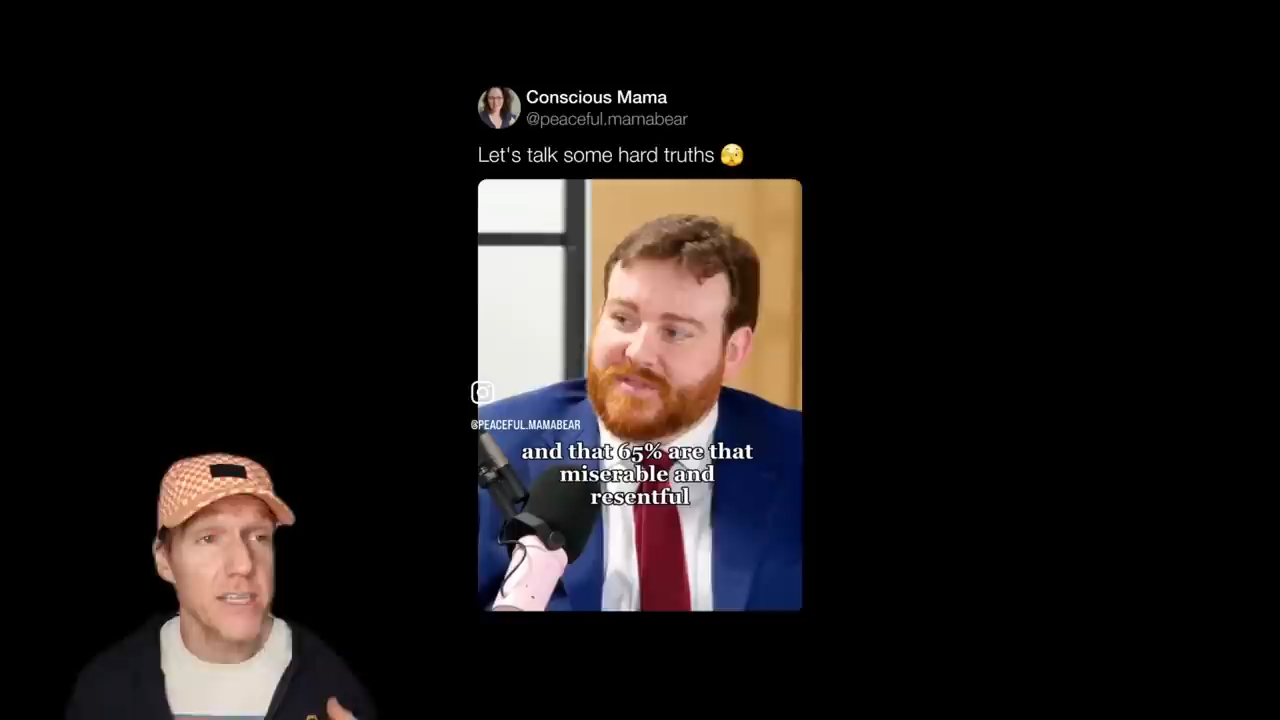 Conscious Mama
@peaceful.mamabear
Let's talk some hard truths 🫣
@PEACEFUL.MAMABEAR
and that 65% are that
miserable and
resentful